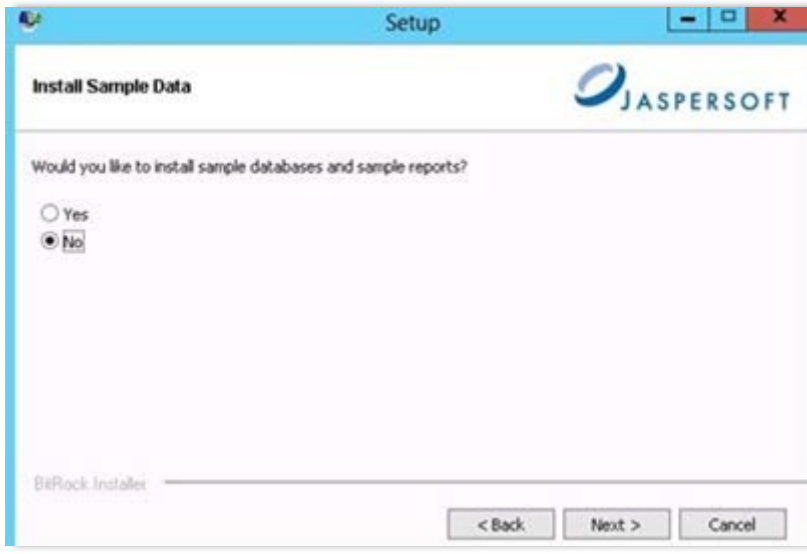 Setup
Install Sample Data
JASPERSOFT
Would you like to install sample databases and sample reports?
Yes
No
BitRock Installer
< Back
Next >
Cancel